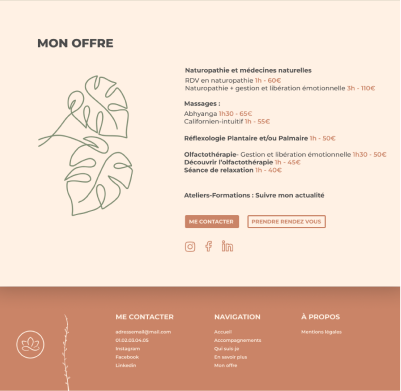 MON OFFRE
Naturopathie et médecines naturelles
RDV en naturopathie 1h - 60€
Naturopathie + gestion et libération émotionnelle 3h - 110€
Massages :
Abhyanga 1h30 - 65€
Californien-intuitif 1h - 55€
Réflexologie Plantaire et/ou Palmaire 1h - 50€
Olfactothérapie- Gestion et libération émotionnelle 1h30 - 50€
Découvrir l'olfactothérapie 1h - 45€
Séance de relaxation 1h - 40€
Ateliers-Formations : Suivre mon actualité
ME CONTACTER
PRENDRE RENDEZ VOUS
ME CONTACTER
adressemail@mail.com
01.02.03.04.05
Instagram
Facebook
Linkedin
NAVIGATION
Accueil
Accompagnements
Qui suis-je
En savoir plus
Mon offre
À PROPOS
Mentions légales